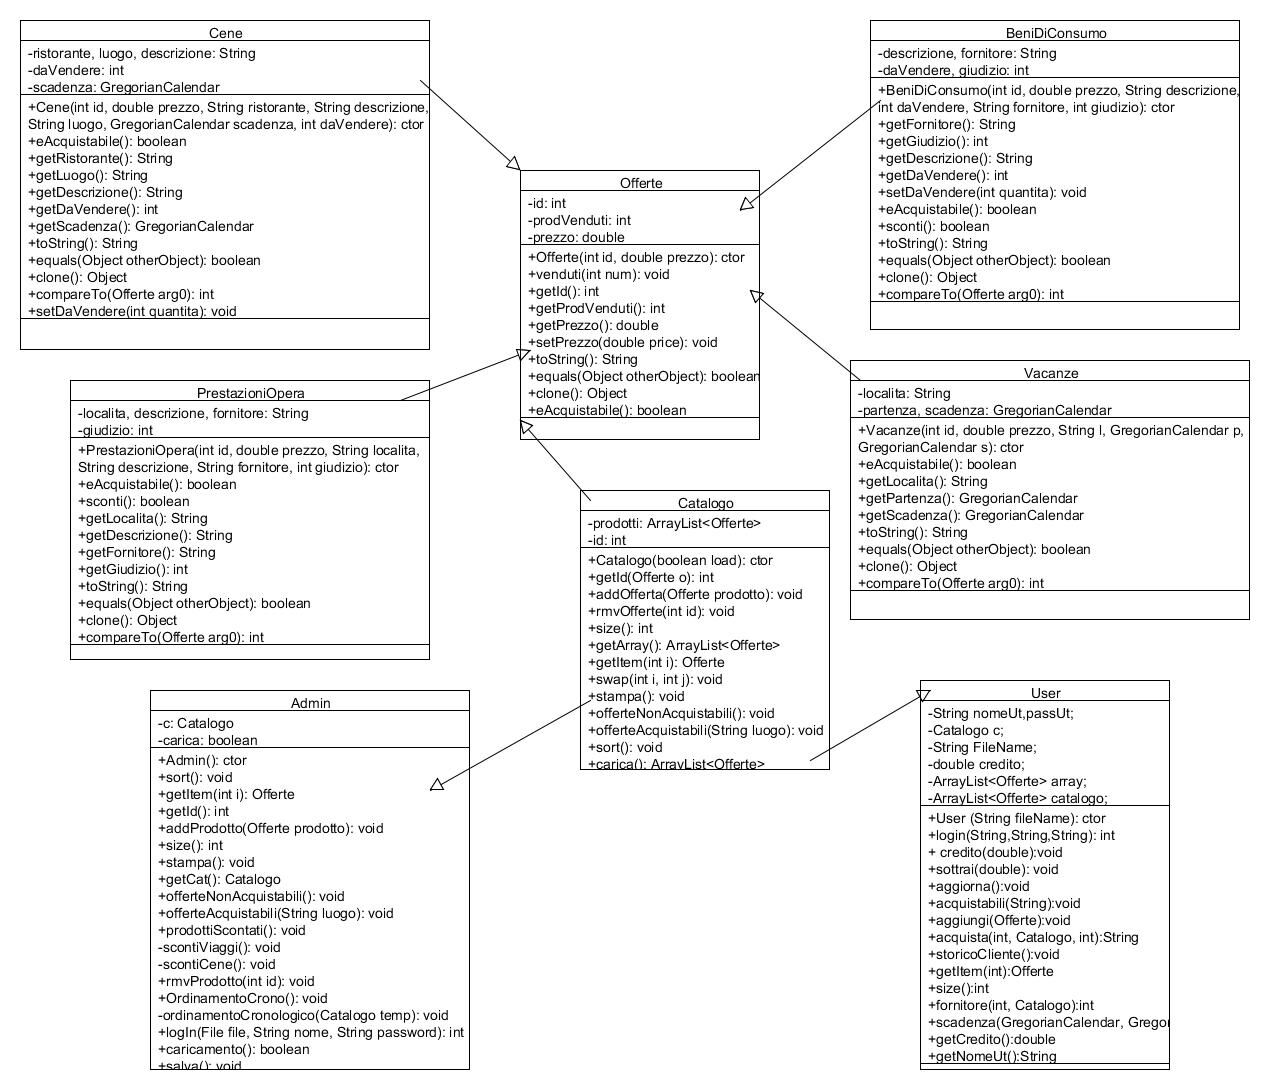 Cene
-ristorante, luogo, descrizione: String
-daVendere: int
-scadenza: GregorianCalendar
+Cene(int id, double prezzo, String ristorante, String descrizione,
String luogo, GregorianCalendar scadenza, int daVendere): ctor
+eAcquistabile(): boolean
+getRistorante(): String
+getLuogo(): String
+getDescrizione(): String
+getDaVendere(): int
+getScadenza(): GregorianCalendar
+toString(): String
+equals(Object otherObject): boolean
+clone(): Object
+compareTo(Offerte arg0): int
+setDaVendere(int quantita): void
BeniDiConsumo
-descrizione, fornitore: String
-daVendere, giudizio: int
+BeniDiConsumo(int id, double prezzo, String descrizione,
int daVendere, String fornitore, int giudizio): ctor
+getFornitore(): String
+getGiudizio(): int
+getDescrizione(): String
+getDaVendere(): int
+setDaVendere(int quantita): void
+eAcquistabile(): boolean
+sconti(): boolean
+toString(): String
+equals(Object otherObject): boolean
+clone(): Object
+compareTo(Offerte arg0): int
Offerte
-id: int
-prodVenduti: int
-prezzo: double
+Offerte(int id, double prezzo): ctor
+venduti(int num): void
+getId(): int
+getProdVenduti(): int
+getPrezzo(): double
+setPrezzo(double price): void
+toString(): String
+equals(Object otherObject): boolean
+clone(): Object
+eAcquistabile(): boolean
PrestazioniOpera
-localita, descrizione, fornitore: String
-giudizio: int
+PrestazioniOpera(int id, double prezzo, String localita,
String descrizione, String fornitore, int giudizio): ctor
+eAcquistabile(): boolean
+sconti(): boolean
+getLocalita(): String
+getDescrizione(): String
+getFornitore(): String
+getGiudizio(): int
+toString(): String
+equals(Object otherObject): boolean
+clone(): Object
+compareTo(Offerte arg0): int
Vacanze
-localita: String
-partenza, scadenza: GregorianCalendar
+Vacanze(int id, double prezzo, String l, GregorianCalendar p,
GregorianCalendar s): ctor
+eAcquistabile(): boolean
+getLocalita(): String
+getPartenza(): GregorianCalendar
+getScadenza(): GregorianCalendar
+toString(): String
+equals(Object otherObject): boolean
+clone(): Object
+compareTo(Offerte arg0): int
Catalogo
-prodotti: ArrayList<Offerte>
-id: int
+Catalogo(boolean load): ctor
+getId(Offerte o): int
+addOfferta(Offerte prodotto): void
+rmvOfferte(int id): void
+size(): int
+getArray(): ArrayList<Offerte>
+getItem(int i): Offerte
+swap(int i, int j): void
+stampa(): void
+offerteNonAcquistabili(): void
+offerteAcquistabili(String luogo): void
+sort(): void
+carica(): ArrayList<Offerte>
Admin
-c: Catalogo
-carica: boolean
+Admin(): ctor
+sort(): void
+getItem(int i): Offerte
+getId(): int
+addProdotto(Offerte prodotto): void
+size(): int
+stampa(): void
+getCat(): Catalogo
+offerteNonAcquistabili(): void
+offerteAcquistabili(String luogo): void
+prodottiScontati(): void
-scontiViaggi(): void
-scontiCene(): void
+rmvProdotto(int id): void
+OrdinamentoCrono(): void
-ordinamentoCronologico(Catalogo temp): void
+logIn(File file, String nome, String password): int
+caricamento(): boolean
+salva(): void
User
-String nomeUt,passUt;
-Catalogo c;
-String FileName;
-double credito;
-ArrayList<Offerte> array;
-ArrayList<Offerte> catalogo;
+User (String fileName): ctor
+login(String,String,String): int
+ credito(double):void
+sottrai(double): void
+aggiorna():void
+acquistabili(String):void
+aggiungi(Offerte):void
+acquista(int, Catalogo, int):String
+storicoCliente():void
+getItem(int):Offerte
+size():int
+fornitore(int, Catalogo):int
+scadenza(GregorianCalendar, Gregor
+getCredito():double
+getNomeUt():String